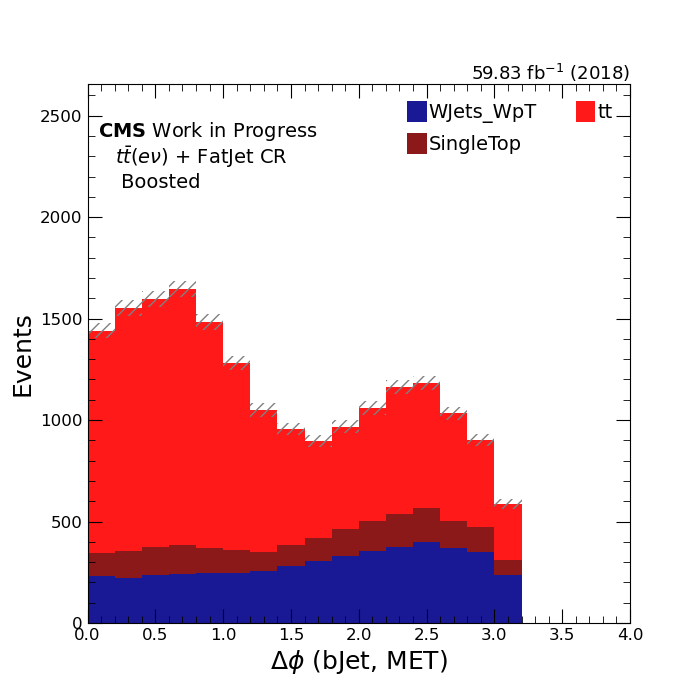 59.83 fb⁻¹ (2018)
WJets_WpT tt
SingleTop
CMS Work in Progress
tt̄(eν) + FatJet CR
Boosted
2500
2000
1500
1000
500
0
Events
0.0 0.5 1.0 1.5 2.0 2.5 3.0 3.5 4.0
Δϕ (bJet, MET)